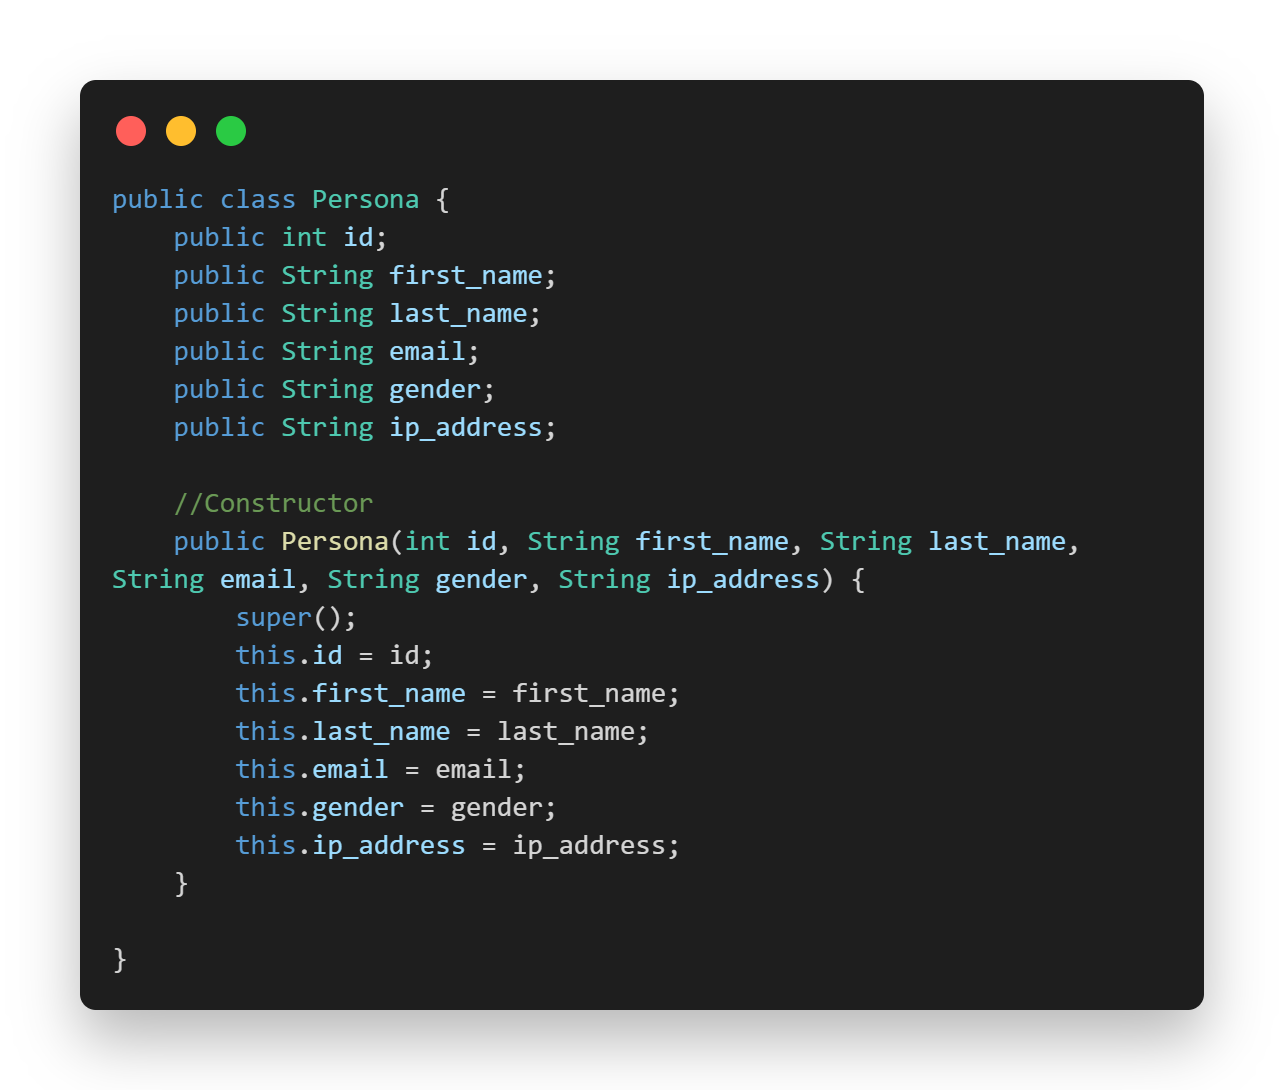 public class Persona {
    public int id;
    public String first_name;
    public String last_name;
    public String email;
    public String gender;
    public String ip_address;

    //Constructor
    public Persona(int id, String first_name, String last_name,
String email, String gender, String ip_address) {
        super();
        this.id = id;
        this.first_name = first_name;
        this.last_name = last_name;
        this.email = email;
        this.gender = gender;
        this.ip_address = ip_address;
    }

}